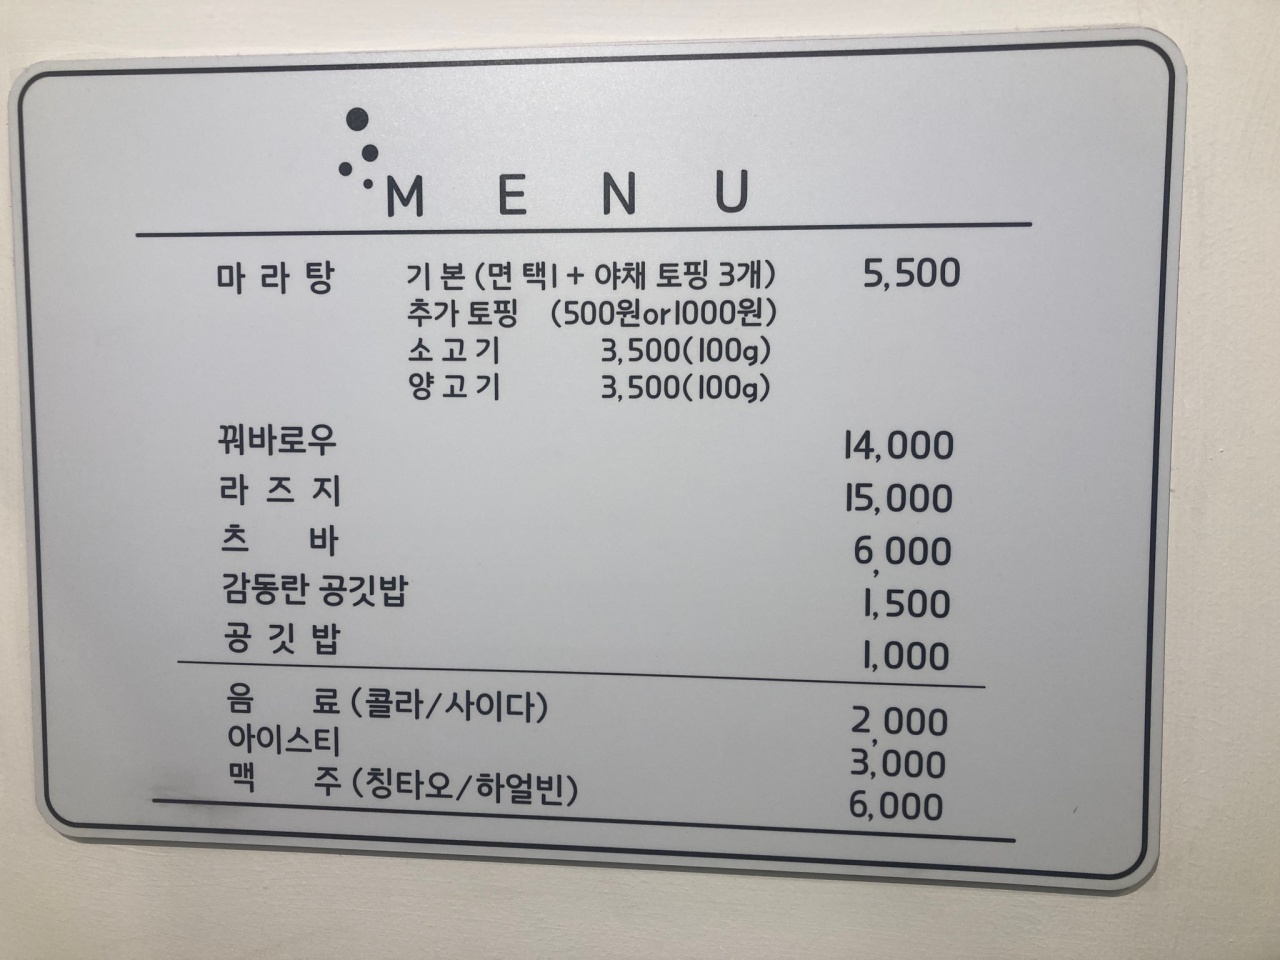 MENU
마라탕 기본(면 택1 + 야채 토핑 3개) 5,500
추가 토핑 (500원or1000원)
소고기 3,500(100g)
양고기 3,500(100g)
꿔바로우 14,000
라즈지 15,000
츠바 6,000
감동란 공깃밥 1,500
공깃밥 1,000
음료(콜라/사이다) 2,000
아이스티 3,000
맥주(칭타오/하얼빈) 6,000